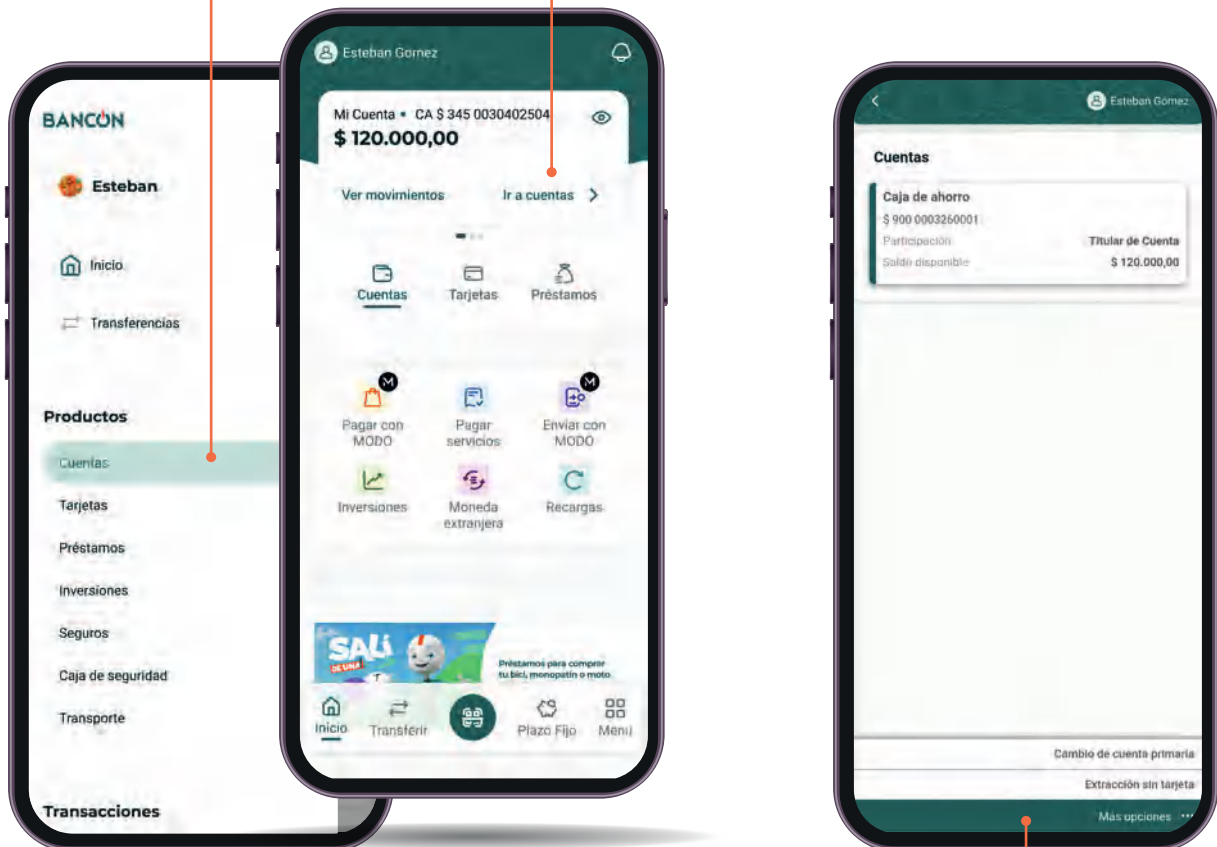 BANCON
Esteban
Inicio
Transferencias
Productos
Cuentas
Tarjetas
Préstamos
Inversiones
Seguros
Caja de seguridad
Transporte
Transacciones
Esteban Gomez
Mi Cuenta • CA $ 345 0030402504
$ 120.000,00
Ver movimientos
Ir a cuentas
Cuentas
Tarjetas
Préstamos
M
M
Pagar con
MODO
Pagar
servicios
Enviar con
MODO
Inversiones
Moneda
extranjera
Recargas
SALÍ
DE UNA
Préstamos para comprar
tu bici, monopatín o moto
Inicio
Transferir
Plazo Fijo
Menú
Esteban Gomez
Cuentas
Caja de ahorro
$ 900 0003260001
Participación
Titular de Cuenta
Saldo disponible
$ 120.000,00
Cambio de cuenta primaria
Extracción sin tarjeta
Más opciones ...